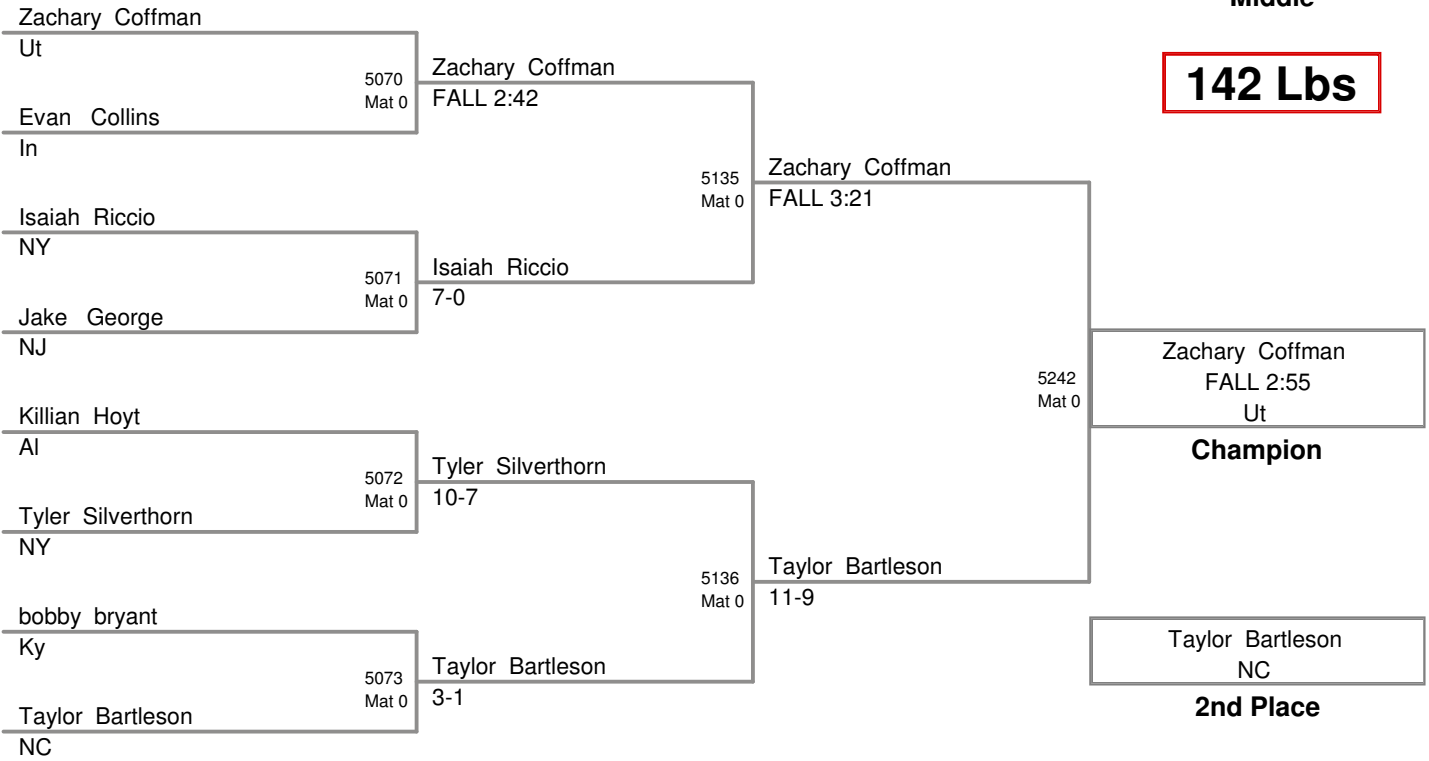 Middle
142 Lbs
Zachary Coffman
Ut
5070
Mat 0
Evan Collins
In
Zachary Coffman
FALL 2:42
Isaiah Riccio
NY
5071
Mat 0
Jake George
NJ
Isaiah Riccio
7-0
5135
Mat 0
Zachary Coffman
FALL 3:21
Killian Hoyt
Al
5072
Mat 0
Tyler Silverthorn
NY
Tyler Silverthorn
10-7
bobby bryant
Ky
5073
Mat 0
Taylor Bartleson
NC
Taylor Bartleson
3-1
5136
Mat 0
Taylor Bartleson
11-9
5242
Mat 0
Zachary Coffman
FALL 2:55
Ut
Champion
Taylor Bartleson
NC
2nd Place